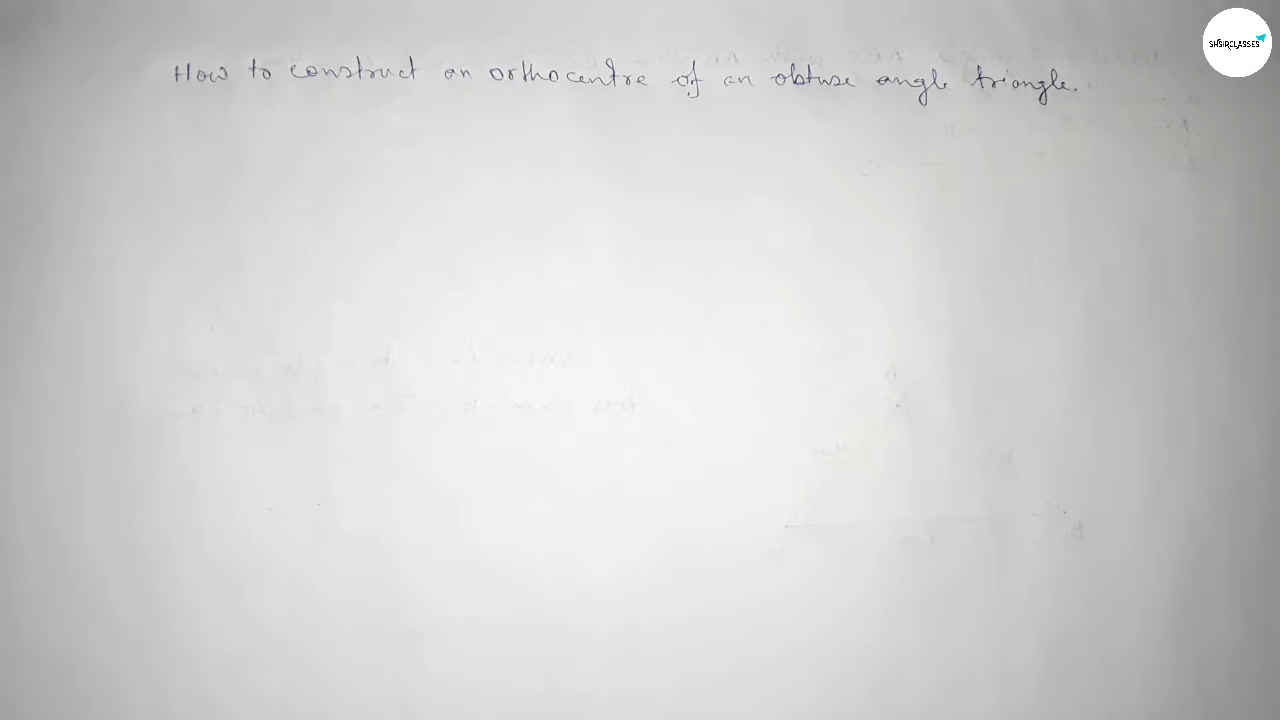 SHSIRCLASSES
How to construct an orthocentre of an obtuse angle triangle.